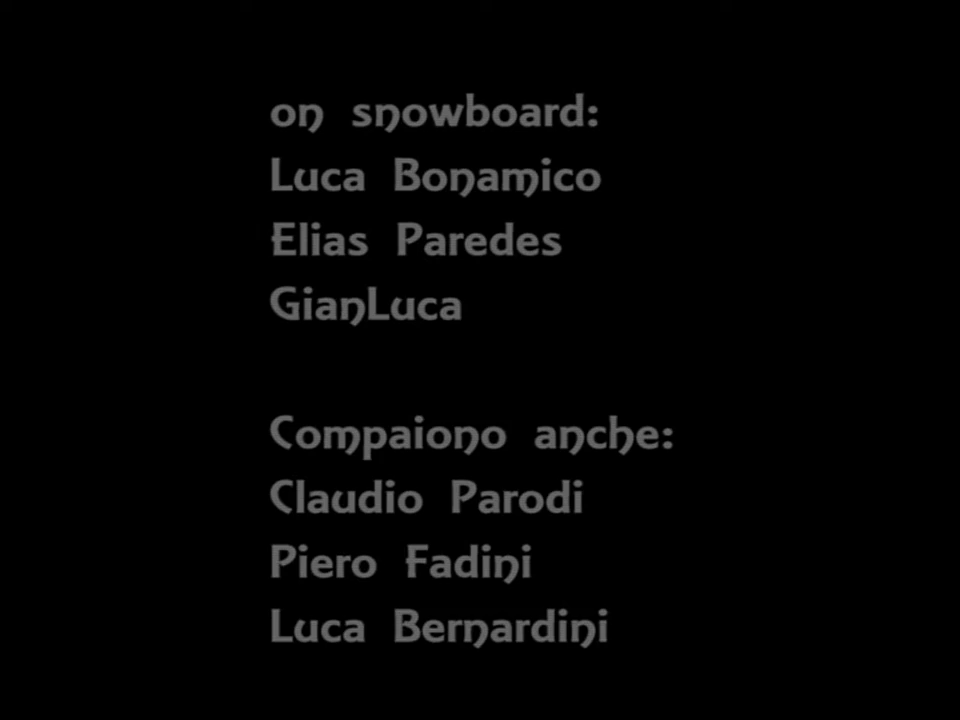 on snowboard:
Luca Bonamico
Elias Paredes
GianLuca
Compaiono anche:
Claudio Parodi
Piero Fadini
Luca Bernardini